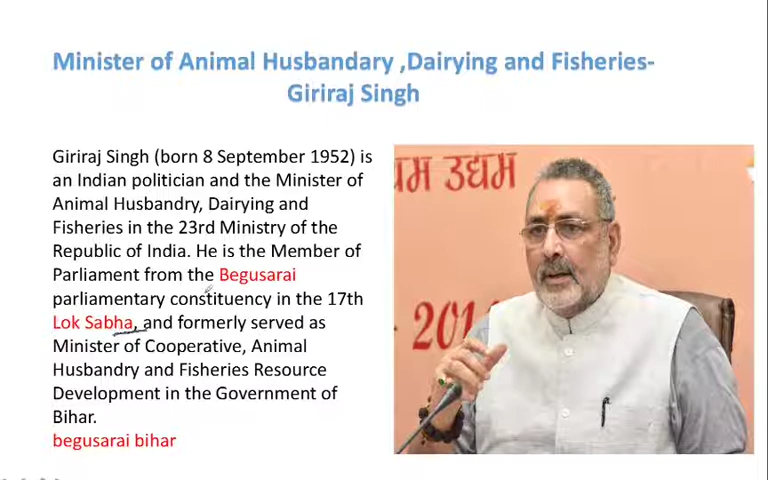 Minister of Animal Husbandary ,Dairying and Fisheries-
Giriraj Singh
Giriraj Singh (born 8 September 1952) is
an Indian politician and the Minister of
Animal Husbandry, Dairying and
Fisheries in the 23rd Ministry of the
Republic of India. He is the Member of
Parliament from the Begusarai
parliamentary constituency in the 17th
Lok Sabha, and formerly served as
Minister of Cooperative, Animal
Husbandry and Fisheries Resource
Development in the Government of
Bihar.
begusarai bihar
उद्यम